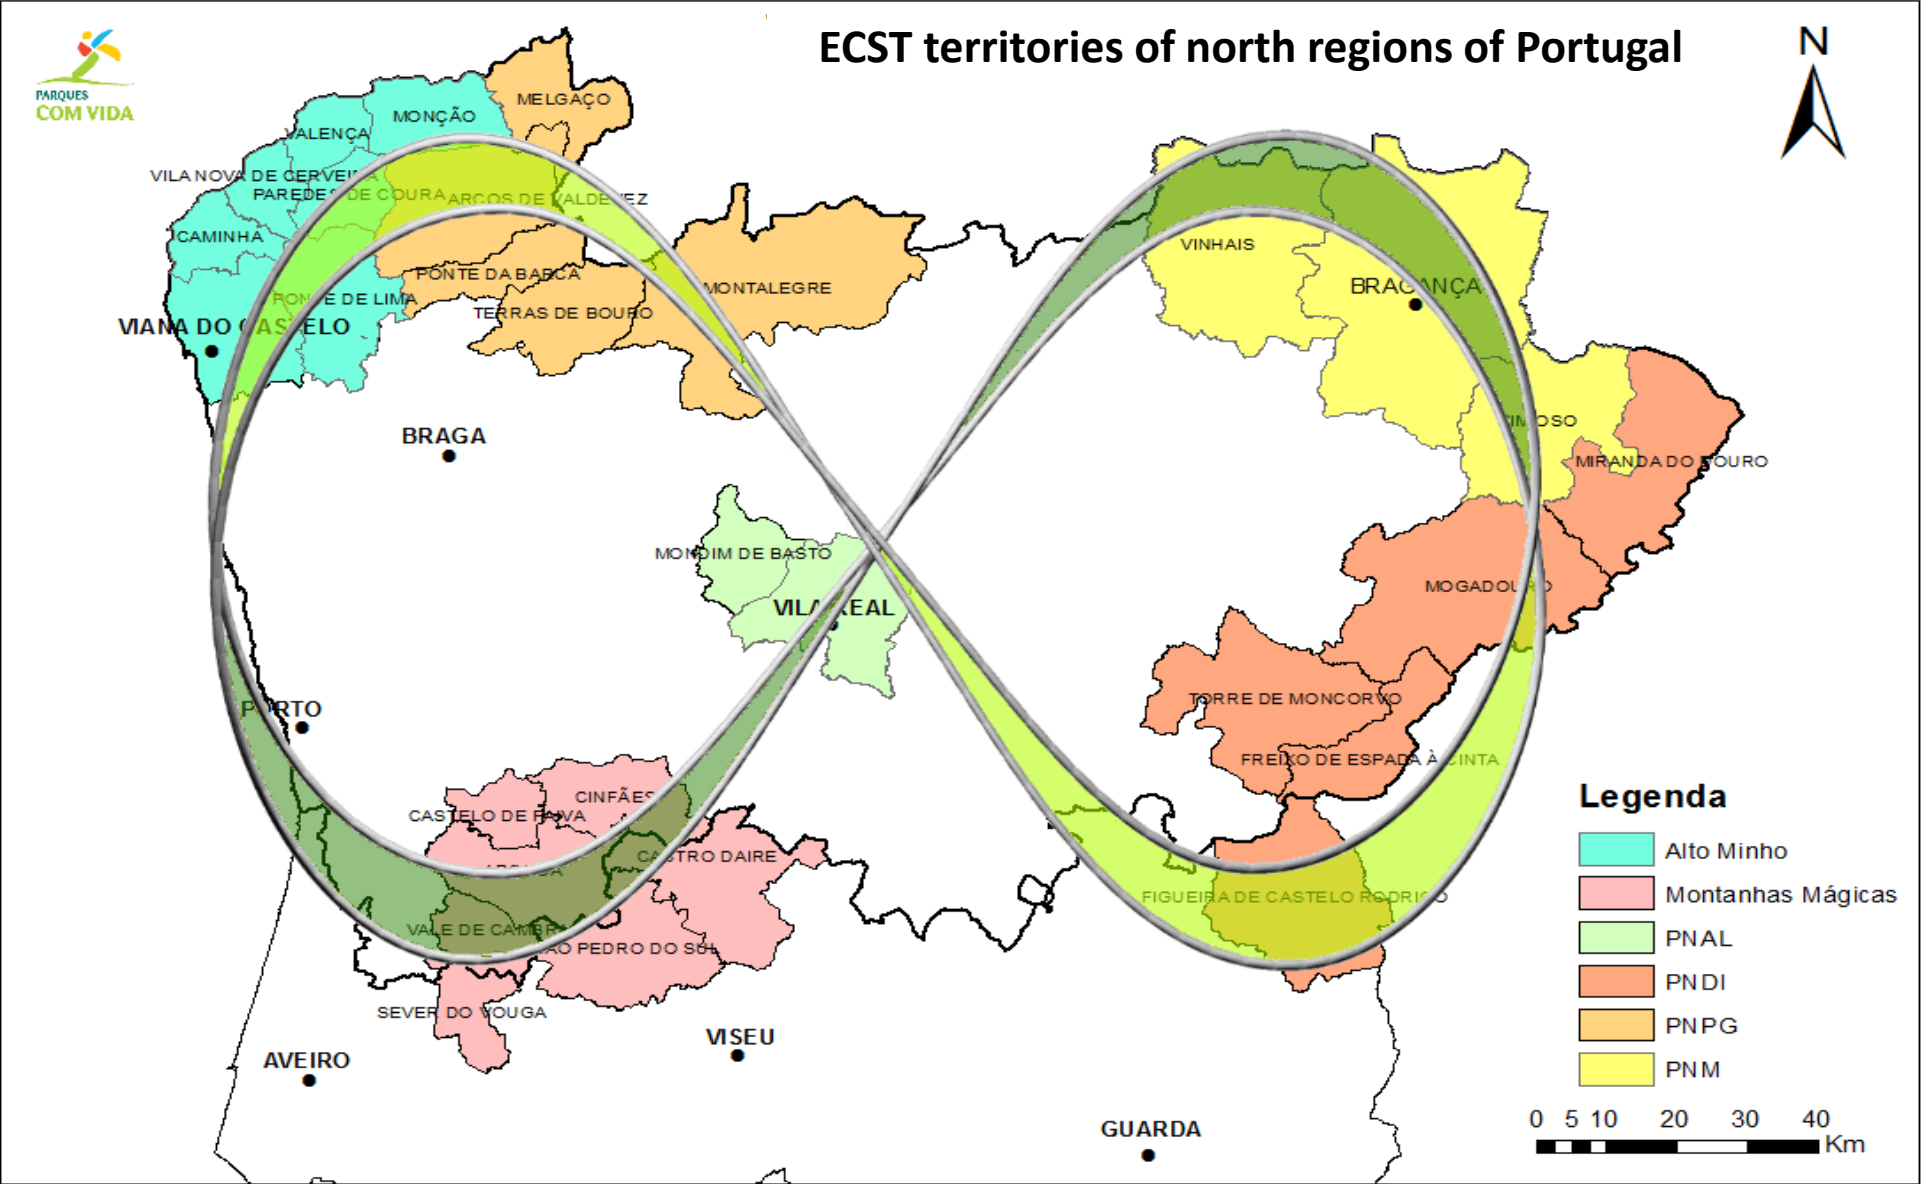 ECST territories of north regions of Portugal
N
PARQUES
COM VIDA
MELGAÇO
MONÇÃO
VALENÇA
VILA NOVA DE CERVEIRA
PAREDES DE COURA
ARCOS DE VALDEVEZ
CAMINHA
VINHAIS
PONTE DA BARCA
BRAGANÇA
MONTALEGRE
PONTE DE LIMA
TERRAS DE BOURO
VIANA DO CASTELO
IMOSO
BRAGA
MIRANDA DO DOURO
MONDIM DE BASTO
MOGADOURO
VILA REAL
TORRE DE MONCORVO
PORTO
FREIXO DE ESPADA À CINTA
CINFÃES
CASTELO DE PAIVA
CASTRO DAIRE
FIGUEIRA DE CASTELO RODRIGO
VALE DE CAMBRA
SÃO PEDRO DO SUL
SEVER DO VOUGA
VISEU
AVEIRO
GUARDA
Legenda
Alto Minho
Montanhas Mágicas
PNAL
PNDI
PNPG
PNM
0 5 10 20 30 40
Km